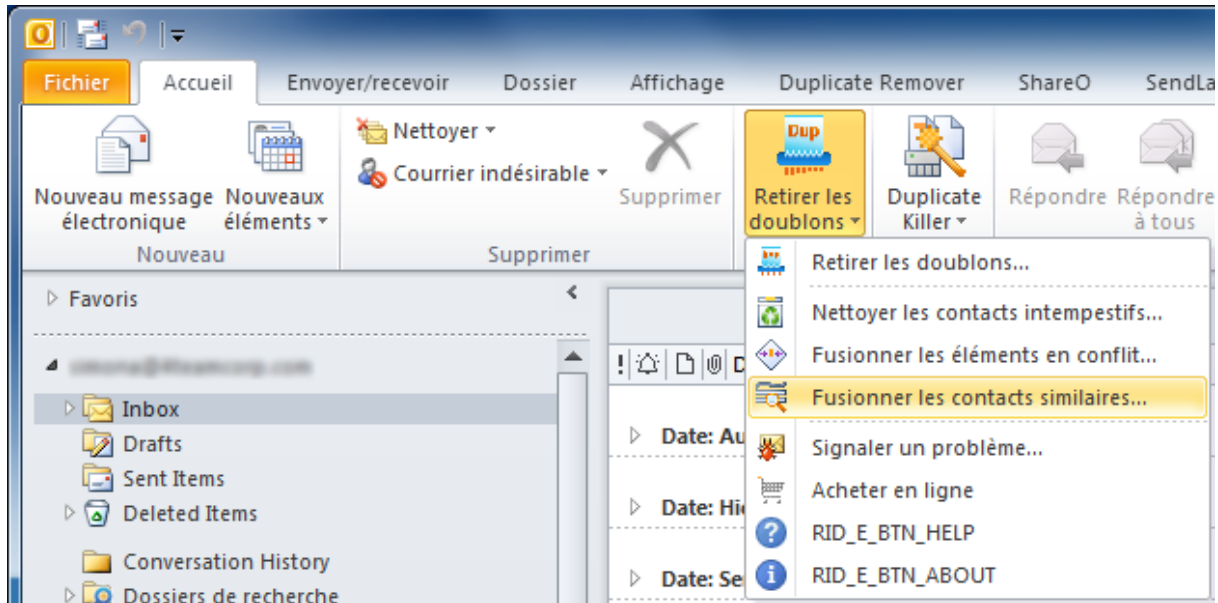 Fichier Accueil Envoyer/recevoir Dossier Affichage Duplicate Remover ShareO
Nettoyer
Courrier indésirable
Nouveau message électronique
Nouveaux éléments
Supprimer
Dup
Retirer les doublons
Duplicate Killer
Répondre
Répondre à tous
Nouveau
Supprimer
Favoris
Inbox
Drafts
Sent Items
Deleted Items
Conversation History
Dossiers de recherche
Date:
Date:
Date:
Retirer les doublons...
Nettoyer les contacts intempestifs...
Fusionner les éléments en conflit...
Fusionner les contacts similaires...
Signaler un problème...
Acheter en ligne
RID_E_BTN_HELP
RID_E_BTN_ABOUT